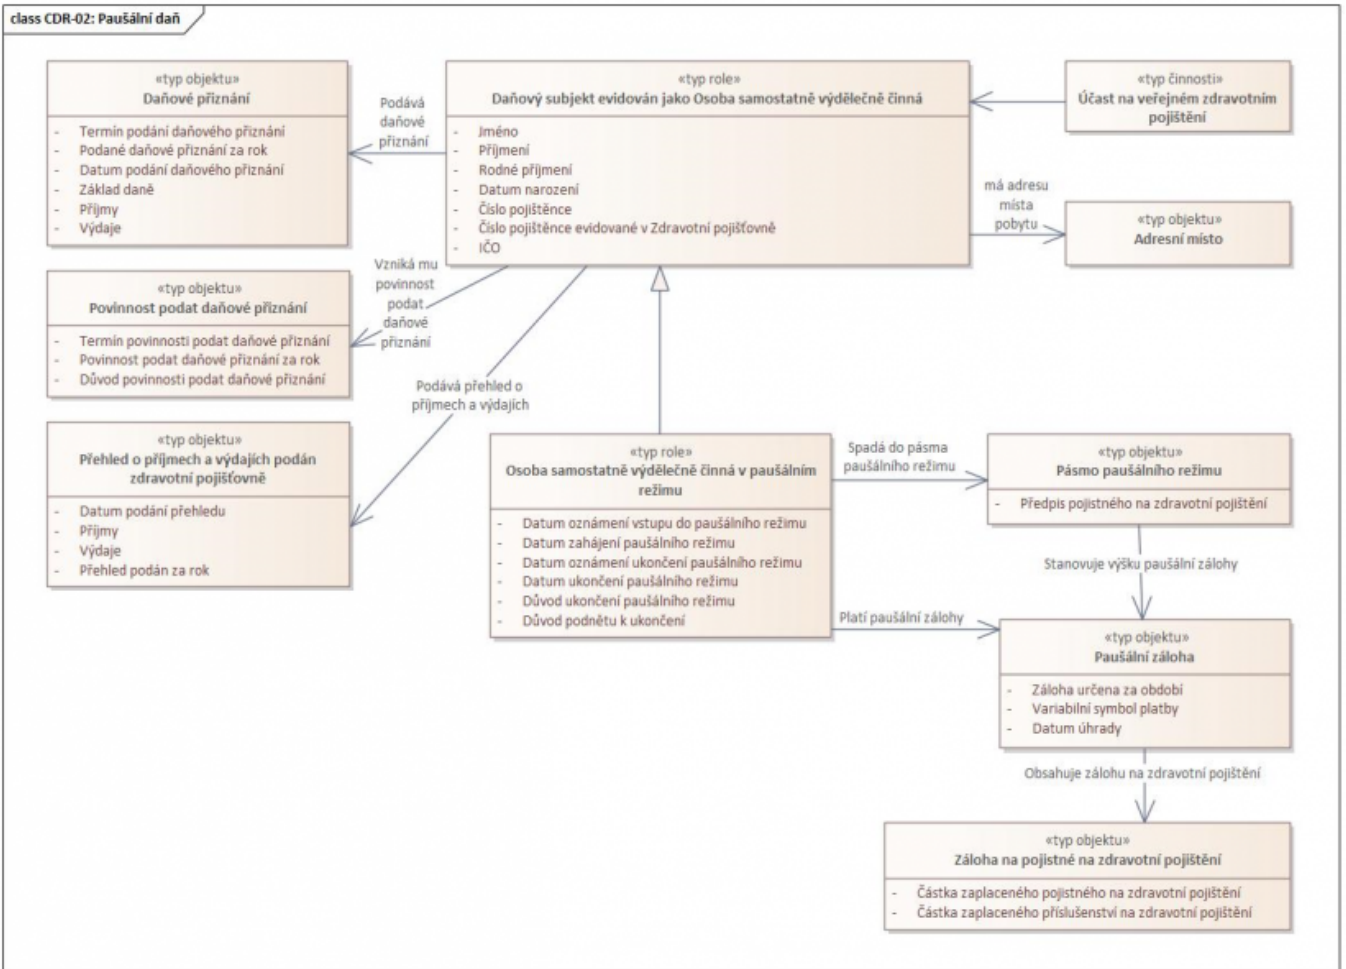 class CDR-02: Paušální daň
«typ objektu»
Daňové přiznání
- Termín podání daňového přiznání
- Podané daňové přiznání za rok
- Datum podání daňového přiznání
- Základ daně
- Příjmy
- Výdaje
Podává
daňové
přiznání
«typ role»
Daňový subjekt evidován jako Osoba samostatně výdělečně činná
- Jméno
- Příjmení
- Rodné příjmení
- Datum narození
- Číslo pojištěnce
- Číslo pojištěnce evidované v Zdravotní pojišťovně
- IČO
«typ činnosti»
Účast na veřejném zdravotním
pojištění
má adresu
místa
pobytu
«typ objektu»
Adresní místo
«typ objektu»
Povinnost podat daňové přiznání
- Termín povinnosti podat daňové přiznání
- Povinnost podat daňové přiznání za rok
- Důvod povinnosti podat daňové přiznání
Vzniká mu
povinnost
podat
daňové
přiznání
Podává přehled o
příjmech a výdajích
«typ objektu»
Přehled o příjmech a výdajích podán
zdravotní pojišťovně
- Datum podání přehledu
- Příjmy
- Výdaje
- Přehled podán za rok
«typ role»
Osoba samostatně výdělečně činná v paušálním
režimu
- Datum oznámení vstupu do paušálního režimu
- Datum zahájení paušálního režimu
- Datum oznámení ukončení paušálního režimu
- Datum ukončení paušálního režimu
- Důvod ukončení paušálního režimu
- Důvod podnětu k ukončení
Spadá do pásma
paušálního režimu
«typ objektu»
Pásmo paušálního režimu
- Předpis pojistného na zdravotní pojištění
Stanovuje výšku paušální zálohy
Platí paušální zálohy
«typ objektu»
Paušální záloha
- Záloha určena za období
- Variabilní symbol platby
- Datum úhrady
Obsahuje zálohu na zdravotní pojištění
«typ objektu»
Záloha na pojistné na zdravotní pojištění
- Částka zaplaceného pojistného na zdravotní pojištění
- Částka zaplaceného příslušenství na zdravotní pojištění